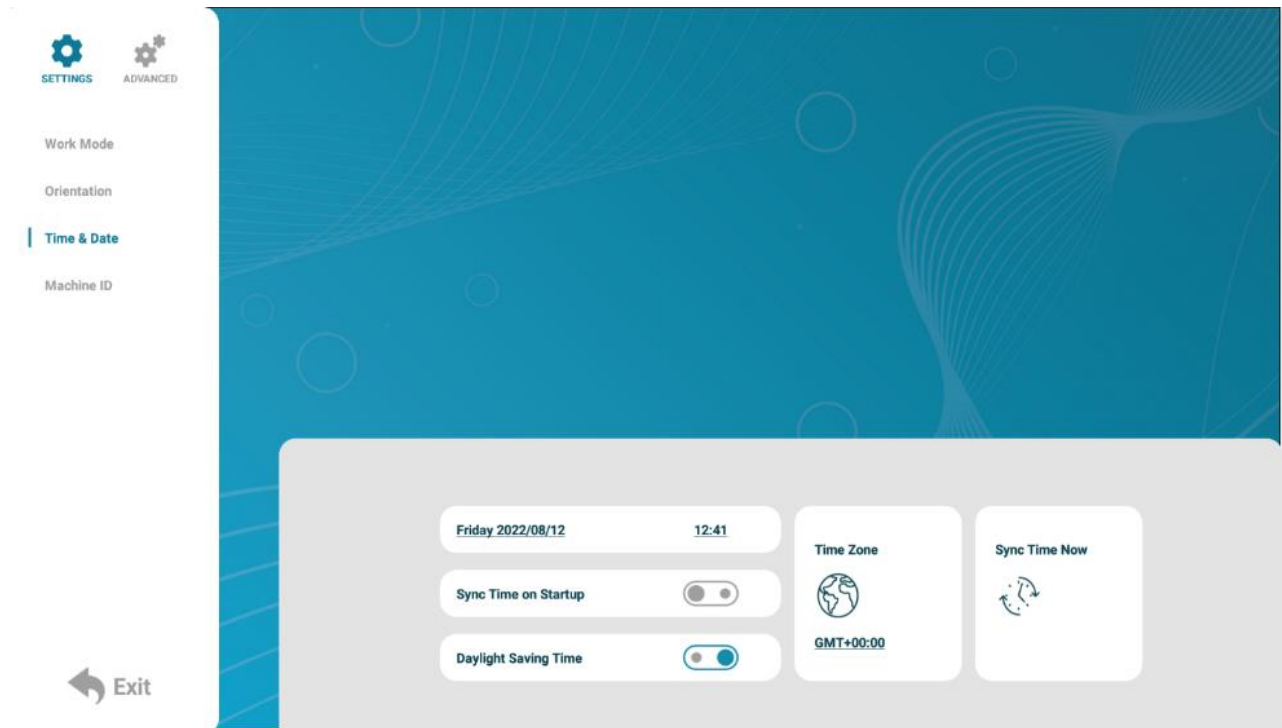 SETTINGS ADVANCED
Work Mode
Orientation
Time & Date
Machine ID
Exit
Friday 2022/08/12 12:41
Sync Time on Startup
Daylight Saving Time
Time Zone
GMT+00:00
Sync Time Now